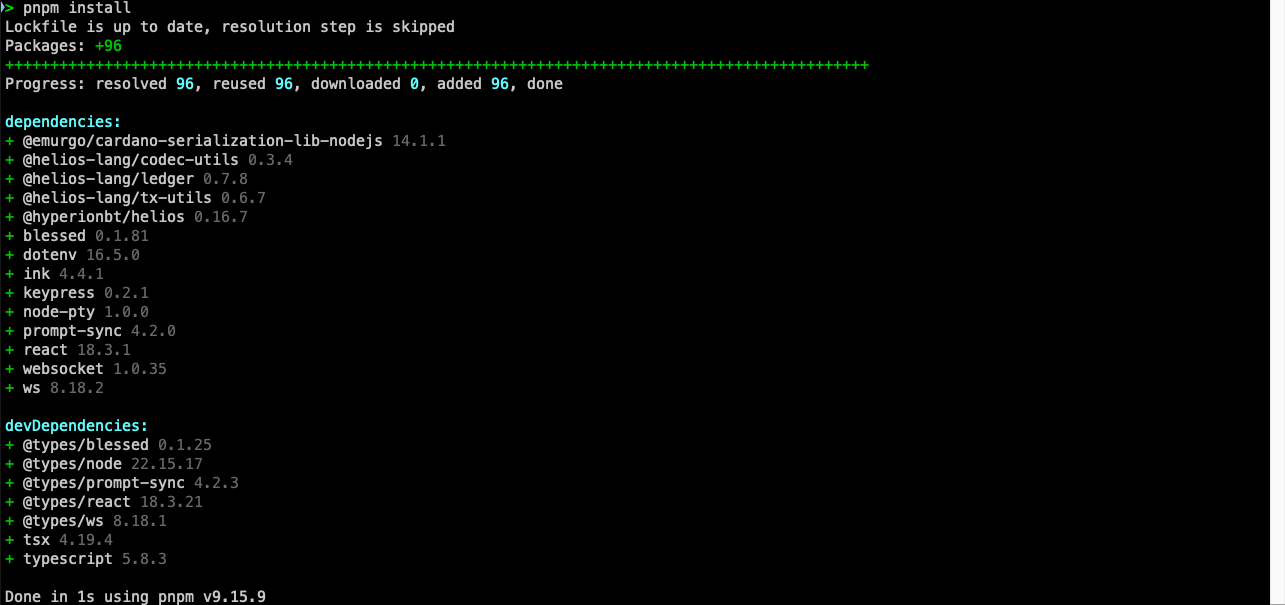 > pnpm install
Lockfile is up to date, resolution step is skipped
Packages: +96
++++++++++++++++++++++++++++++++++++++++++++++++++++++++++++++++++++++++++++++++++++++++++++++++
Progress: resolved 96, reused 96, downloaded 0, added 96, done
dependencies:
+ @emurgo/cardano-serialization-lib-nodejs 14.1.1
+ @helios-lang/codec-utils 0.3.4
+ @helios-lang/ledger 0.7.8
+ @helios-lang/tx-utils 0.6.7
+ @hyperionbt/helios 0.16.7
+ blessed 0.1.81
+ dotenv 16.5.0
+ ink 4.4.1
+ keypress 0.2.1
+ node-pty 1.0.0
+ prompt-sync 4.2.0
+ react 18.3.1
+ websocket 1.0.35
+ ws 8.18.2
devDependencies:
+ @types/blessed 0.1.25
+ @types/node 22.15.17
+ @types/prompt-sync 4.2.3
+ @types/react 18.3.21
+ @types/ws 8.18.1
+ tsx 4.19.4
+ typescript 5.8.3
Done in 1s using pnpm v9.15.9